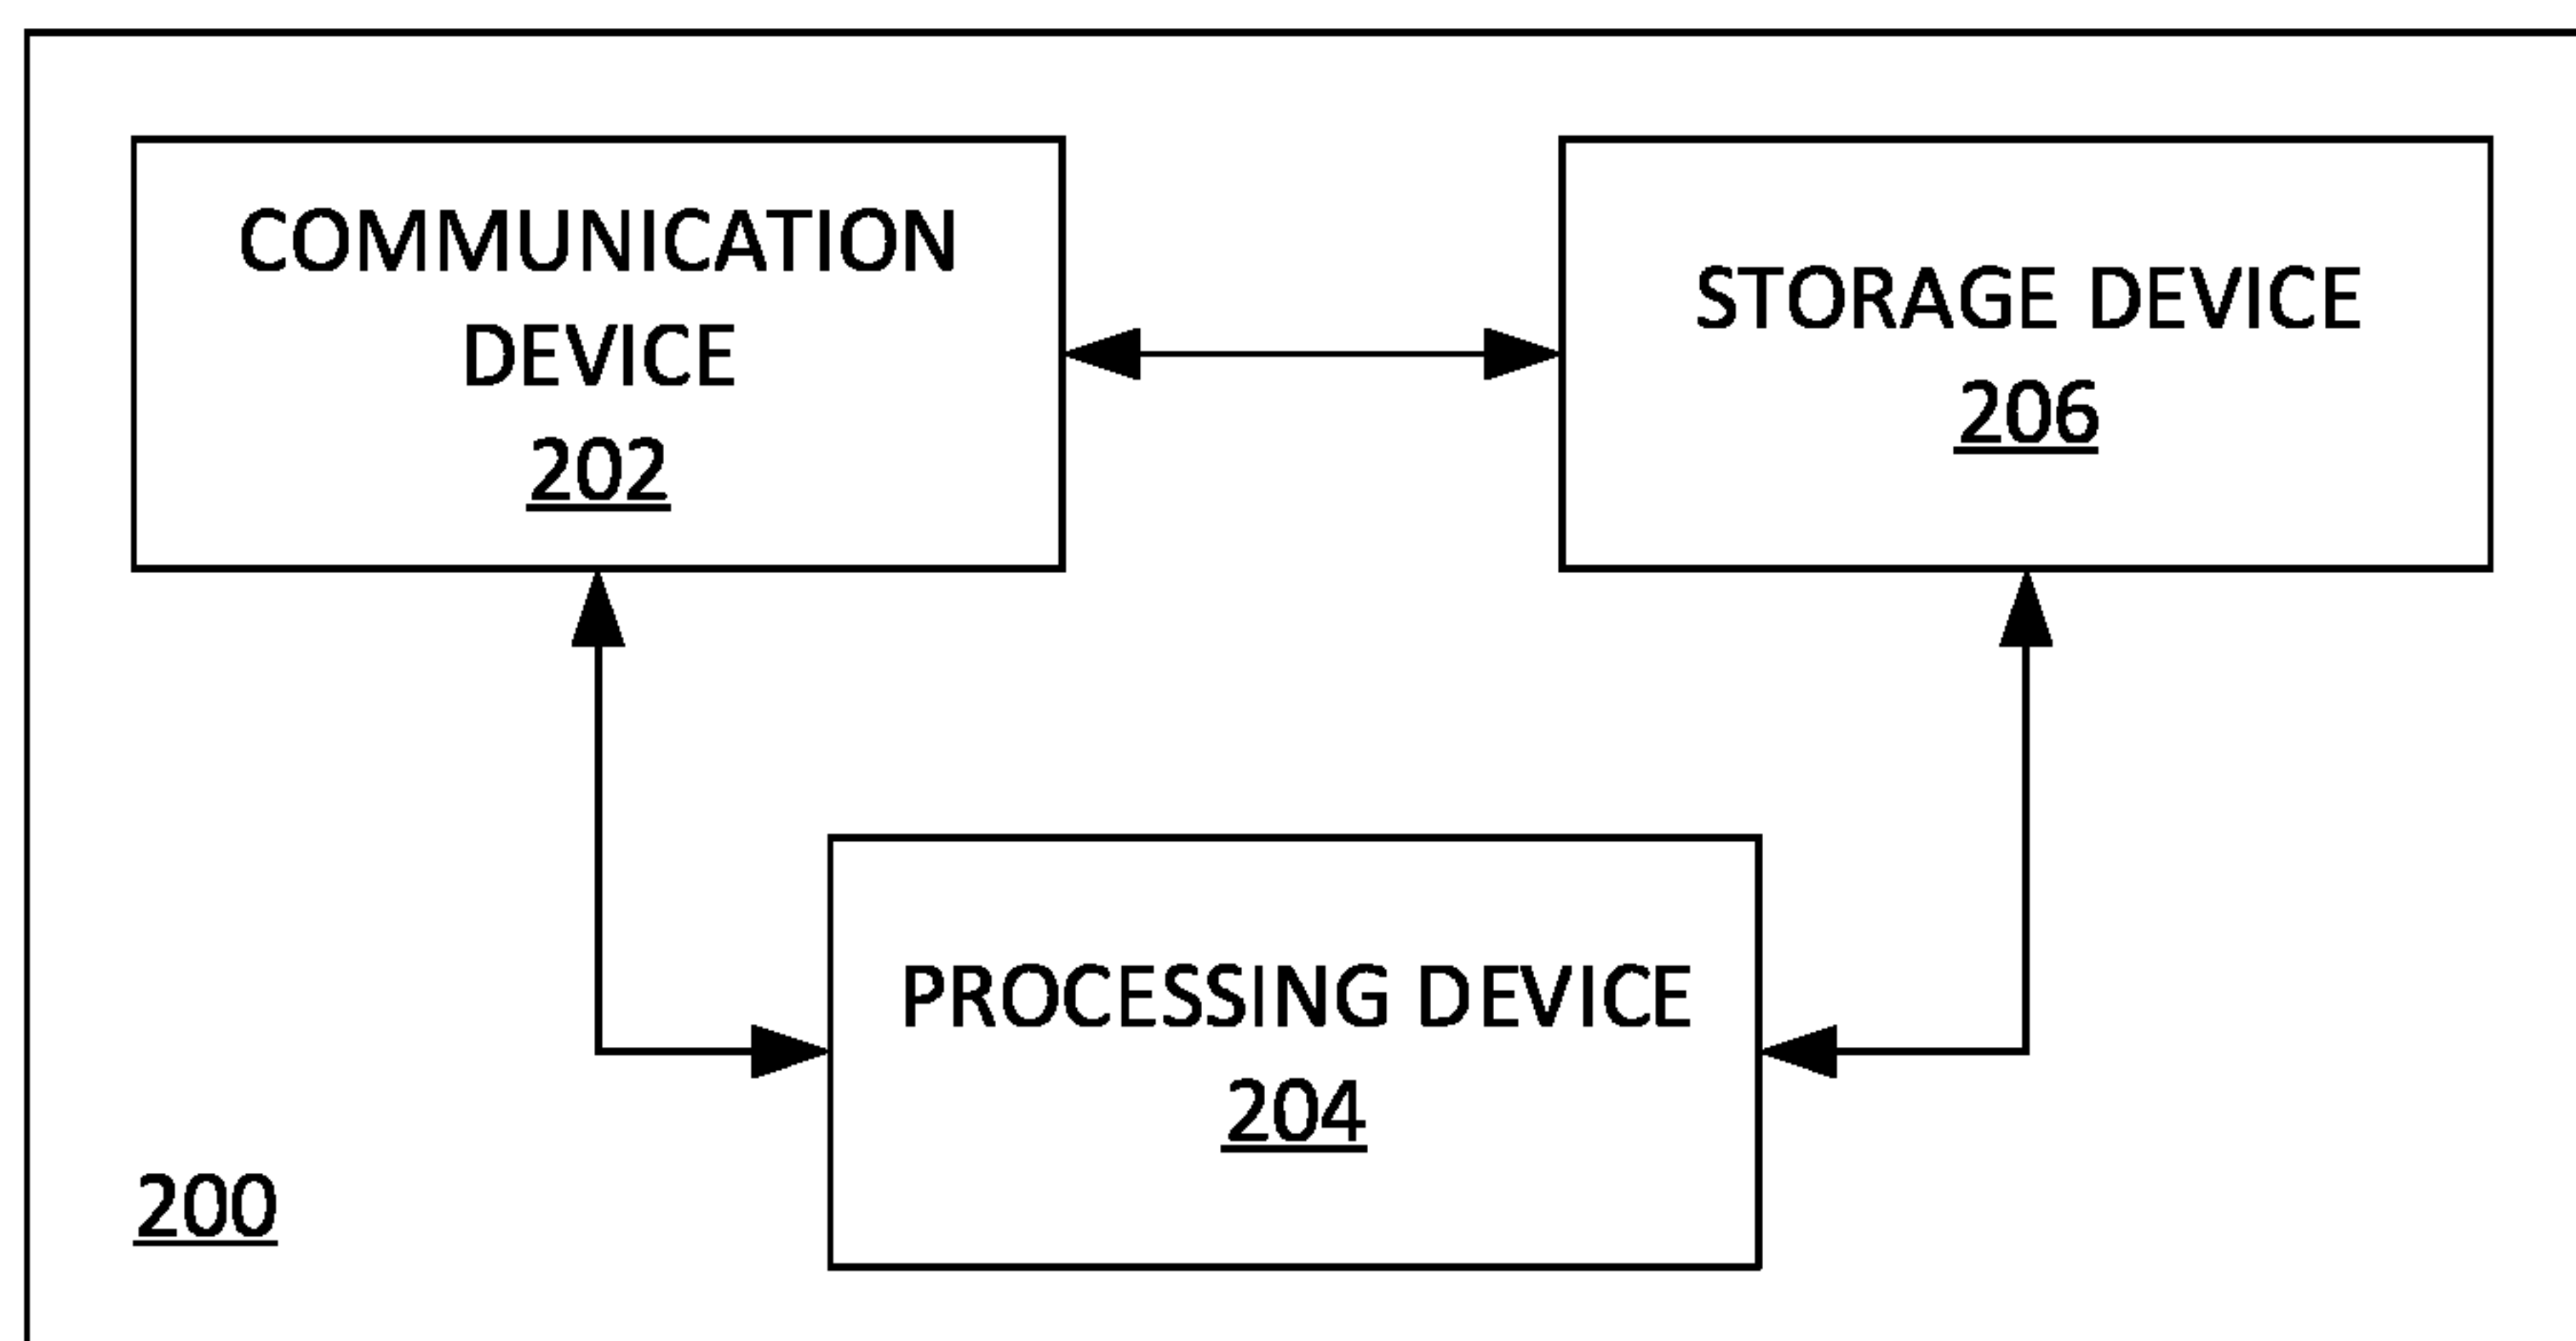 COMMUNICATION
DEVICE
202
STORAGE DEVICE
206
PROCESSING DEVICE
204
200